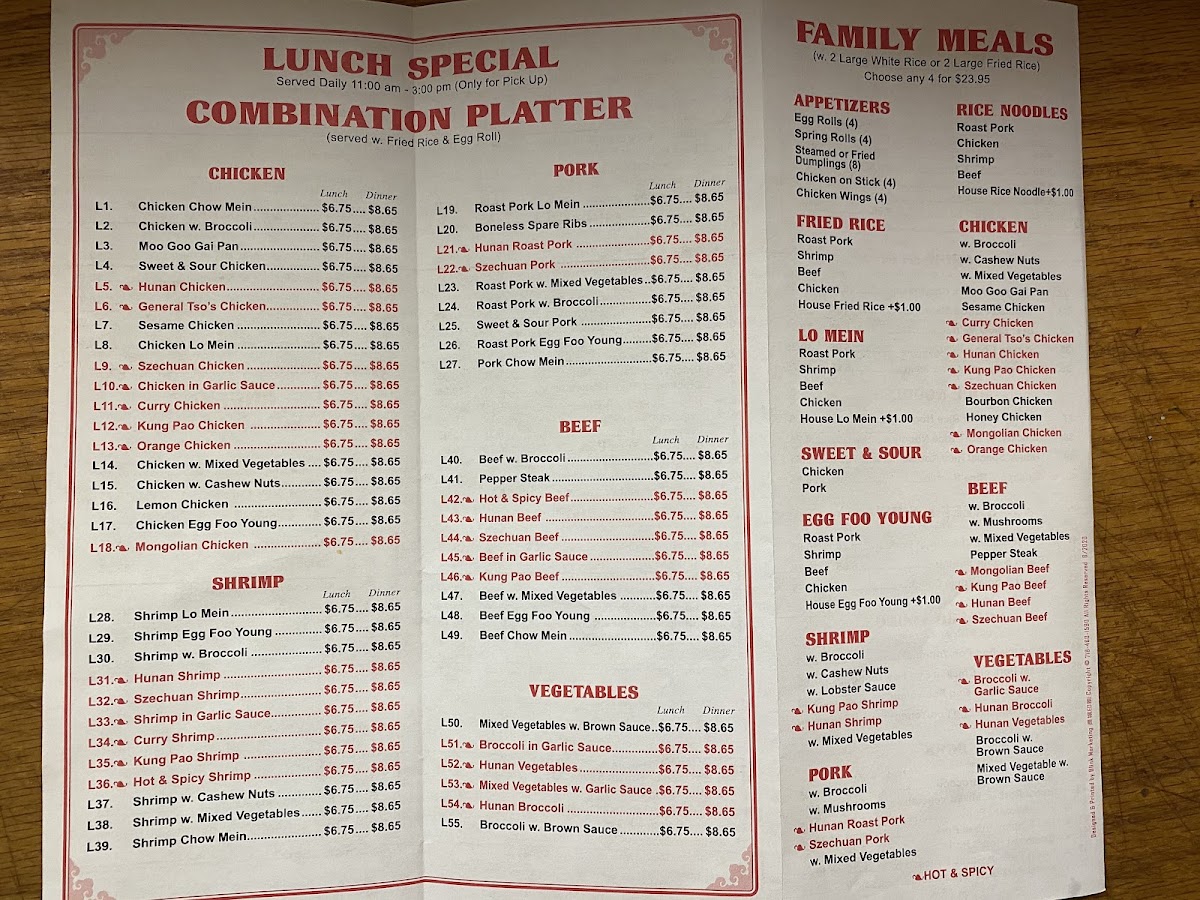 LUNCH SPECIAL
Served Daily 11:00 am - 3:00 pm (Only for Pick Up)
COMBINATION PLATTER
(served w. Fried Rice & Egg Roll)
CHICKEN
Lunch Dinner
L1. Chicken Chow Mein.................... $6.75.... $8.65
L2. Chicken w. Broccoli.................... $6.75.... $8.65
L3. Moo Goo Gai Pan........................ $6.75.... $8.65
L4. Sweet & Sour Chicken................ $6.75.... $8.65
L5. Hunan Chicken.............................. $6.75.... $8.65
L6. General Tso's Chicken................ $6.75.... $8.65
L7. Sesame Chicken ......................... $6.75.... $8.65
L8. Chicken Lo Mein ......................... $6.75.... $8.65
L9. Szechuan Chicken ...................... $6.75.... $8.65
L10. Chicken in Garlic Sauce............. $6.75.... $8.65
L11. Curry Chicken ............................. $6.75.... $8.65
L12. Kung Pao Chicken ...................... $6.75.... $8.65
L13. Orange Chicken .......................... $6.75.... $8.65
L14. Chicken w. Mixed Vegetables .... $6.75.... $8.65
L15. Chicken w. Cashew Nuts............ $6.75.... $8.65
L16. Lemon Chicken .......................... $6.75.... $8.65
L17. Chicken Egg Foo Young............. $6.75.... $8.65
L18. Mongolian Chicken .................... $6.75.... $8.65
SHRIMP
Lunch Dinner
L28. Shrimp Lo Mein ............................ $6.75.... $8.65
L29. Shrimp Egg Foo Young .............. $6.75.... $8.65
L30. Shrimp w. Broccoli ...................... $6.75.... $8.65
L31. Hunan Shrimp .............................. $6.75.... $8.65
L32. Szechuan Shrimp......................... $6.75.... $8.65
L33. Shrimp in Garlic Sauce............... $6.75.... $8.65
L34. Curry Shrimp ................................ $6.75.... $8.65
L35. Kung Pao Shrimp ........................ $6.75.... $8.65
L36. Hot & Spicy Shrimp .................... $6.75.... $8.65
L37. Shrimp w. Cashew Nuts ............. $6.75.... $8.65
L38. Shrimp w. Mixed Vegetables...... $6.75.... $8.65
L39. Shrimp Chow Mein....................... $6.75.... $8.65
PORK
Lunch Dinner
L19. Roast Pork Lo Mein ....................$6.75.... $8.65
L20. Boneless Spare Ribs ..................$6.75.... $8.65
L21. Hunan Roast Pork .......................$6.75.... $8.65
L22. Szechuan Pork ...........................$6.75.... $8.65
L23. Roast Pork w. Mixed Vegetables..$6.75.... $8.65
L24. Roast Pork w. Broccoli...............$6.75.... $8.65
L25. Sweet & Sour Pork .....................$6.75.... $8.65
L26. Roast Pork Egg Foo Young........$6.75.... $8.65
L27. Pork Chow Mein..........................$6.75.... $8.65
BEEF
Lunch Dinner
L40. Beef w. Broccoli..........................$6.75.... $8.65
L41. Pepper Steak ...............................$6.75.... $8.65
L42. Hot & Spicy Beef.........................$6.75.... $8.65
L43. Hunan Beef .................................$6.75.... $8.65
L44. Szechuan Beef ............................$6.75.... $8.65
L45. Beef in Garlic Sauce ...................$6.75.... $8.65
L46. Kung Pao Beef ............................$6.75.... $8.65
L47. Beef w. Mixed Vegetables ..........$6.75.... $8.65
L48. Beef Egg Foo Young ..................$6.75.... $8.65
L49. Beef Chow Mein..........................$6.75.... $8.65
VEGETABLES
Lunch Dinner
L50. Mixed Vegetables w. Brown Sauce..$6.75.... $8.65
L51. Broccoli in Garlic Sauce.............$6.75.... $8.65
L52. Hunan Vegetables .......................$6.75.... $8.65
L53. Mixed Vegetables w. Garlic Sauce .$6.75.... $8.65
L54. Hunan Broccoli ...........................$6.75.... $8.65
L55. Broccoli w. Brown Sauce ...........$6.75.... $8.65
FAMILY MEALS
(w. 2 Large White Rice or 2 Large Fried Rice)
Choose any 4 for $23.95
APPETIZERS
Egg Rolls (4)
Spring Rolls (4)
Steamed or Fried
Dumplings (8)
Chicken on Stick (4)
Chicken Wings (4)
FRIED RICE
Roast Pork
Shrimp
Beef
Chicken
House Fried Rice +$1.00
LO MEIN
Roast Pork
Shrimp
Beef
Chicken
House Lo Mein +$1.00
SWEET & SOUR
Chicken
Pork
EGG FOO YOUNG
Roast Pork
Shrimp
Beef
Chicken
House Egg Foo Young +$1.00
SHRIMP
w. Broccoli
w. Cashew Nuts
w. Lobster Sauce
Kung Pao Shrimp
Hunan Shrimp
w. Mixed Vegetables
PORK
w. Broccoli
w. Mushrooms
Hunan Roast Pork
Szechuan Pork
w. Mixed Vegetables
RICE NOODLES
Roast Pork
Chicken
Shrimp
Beef
House Rice Noodle+$1.00
CHICKEN
w. Broccoli
w. Cashew Nuts
w. Mixed Vegetables
Moo Goo Gai Pan
Sesame Chicken
Curry Chicken
General Tso's Chicken
Hunan Chicken
Kung Pao Chicken
Szechuan Chicken
Bourbon Chicken
Honey Chicken
Mongolian Chicken
Orange Chicken
BEEF
w. Broccoli
w. Mushrooms
w. Mixed Vegetables
Pepper Steak
Mongolian Beef
Kung Pao Beef
Hunan Beef
Szechuan Beef
VEGETABLES
Broccoli w.
Garlic Sauce
Hunan Broccoli
Hunan Vegetables
Broccoli w.
Brown Sauce
Mixed Vegetable w.
Brown Sauce
HOT & SPICY
Designed & Printed by Marketing Copyright © All Rights Reserved 9/2020